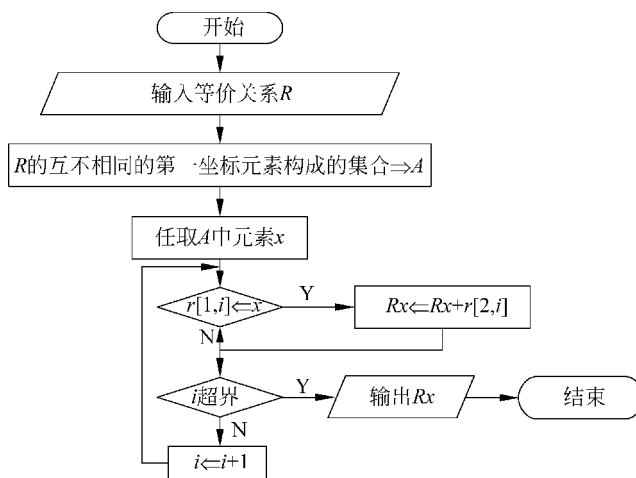 开始
输入等价关系R
R的互不相同的第一坐标元素构成的集合⇒A
任取A中元素x
r[1,i]⇐x
Y
Rx⇐Rx+r[2,i]
N
i超界
Y
输出Rx
结束
N
i⇐i+1